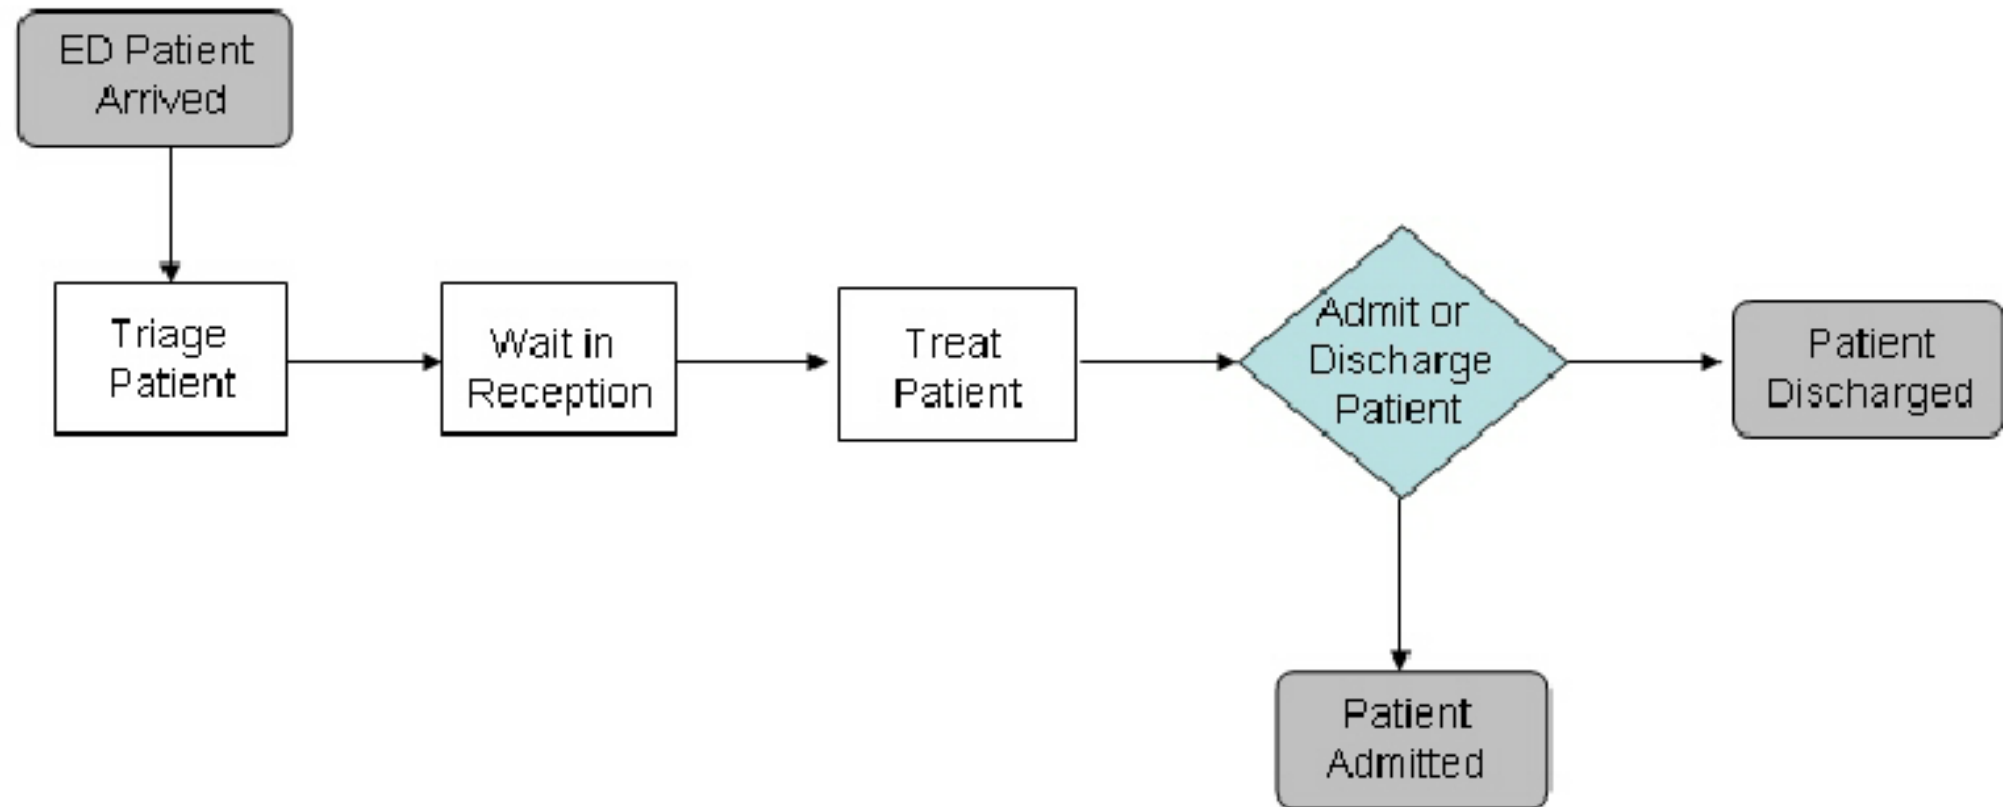 ED Patient
Arrived
Triage
Patient
Wait in
Reception
Treat
Patient
Admit or
Discharge
Patient
Patient
Discharged
Patient
Admitted